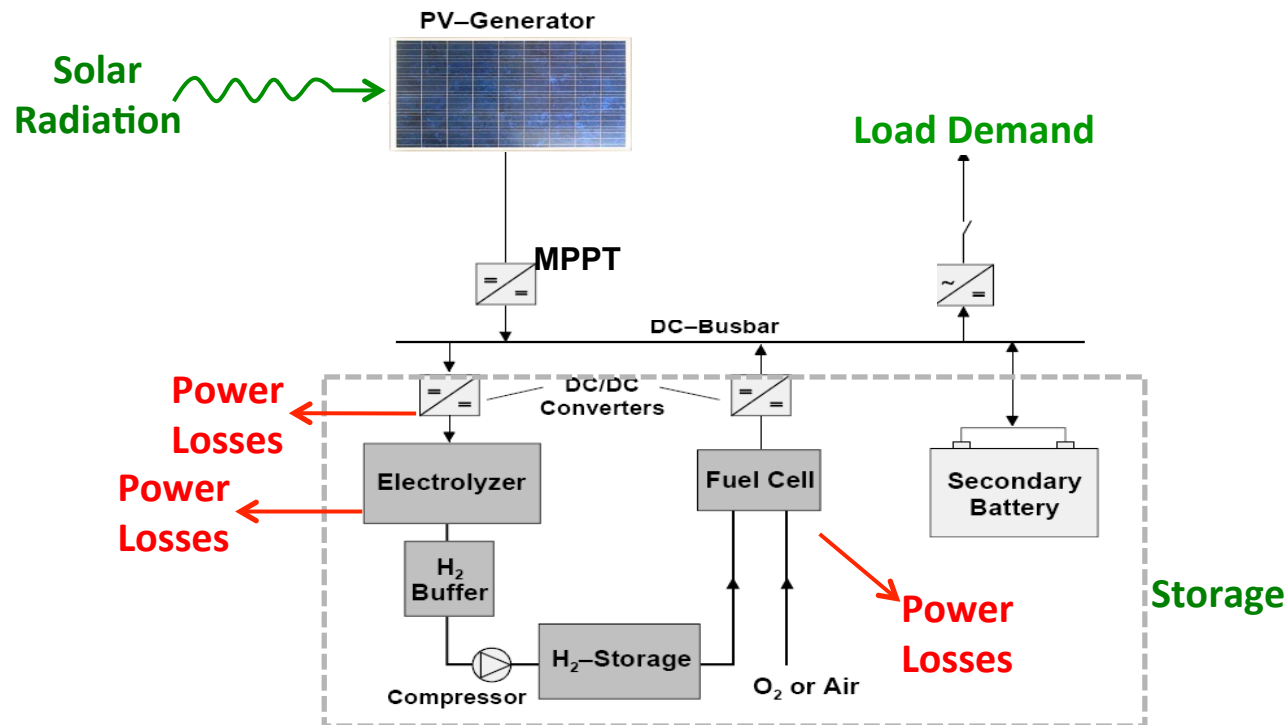 PV–Generator
Solar
Radiation
Load Demand
MPPT
~
=
=
=
DC–Busbar
Power
Losses
=
=
DC/DC
Converters
=
=
Electrolyzer
Fuel Cell
Secondary
Battery
Power
Losses
H₂
Buffer
Storage
Power
Losses
H₂–Storage
Compressor
O₂ or Air